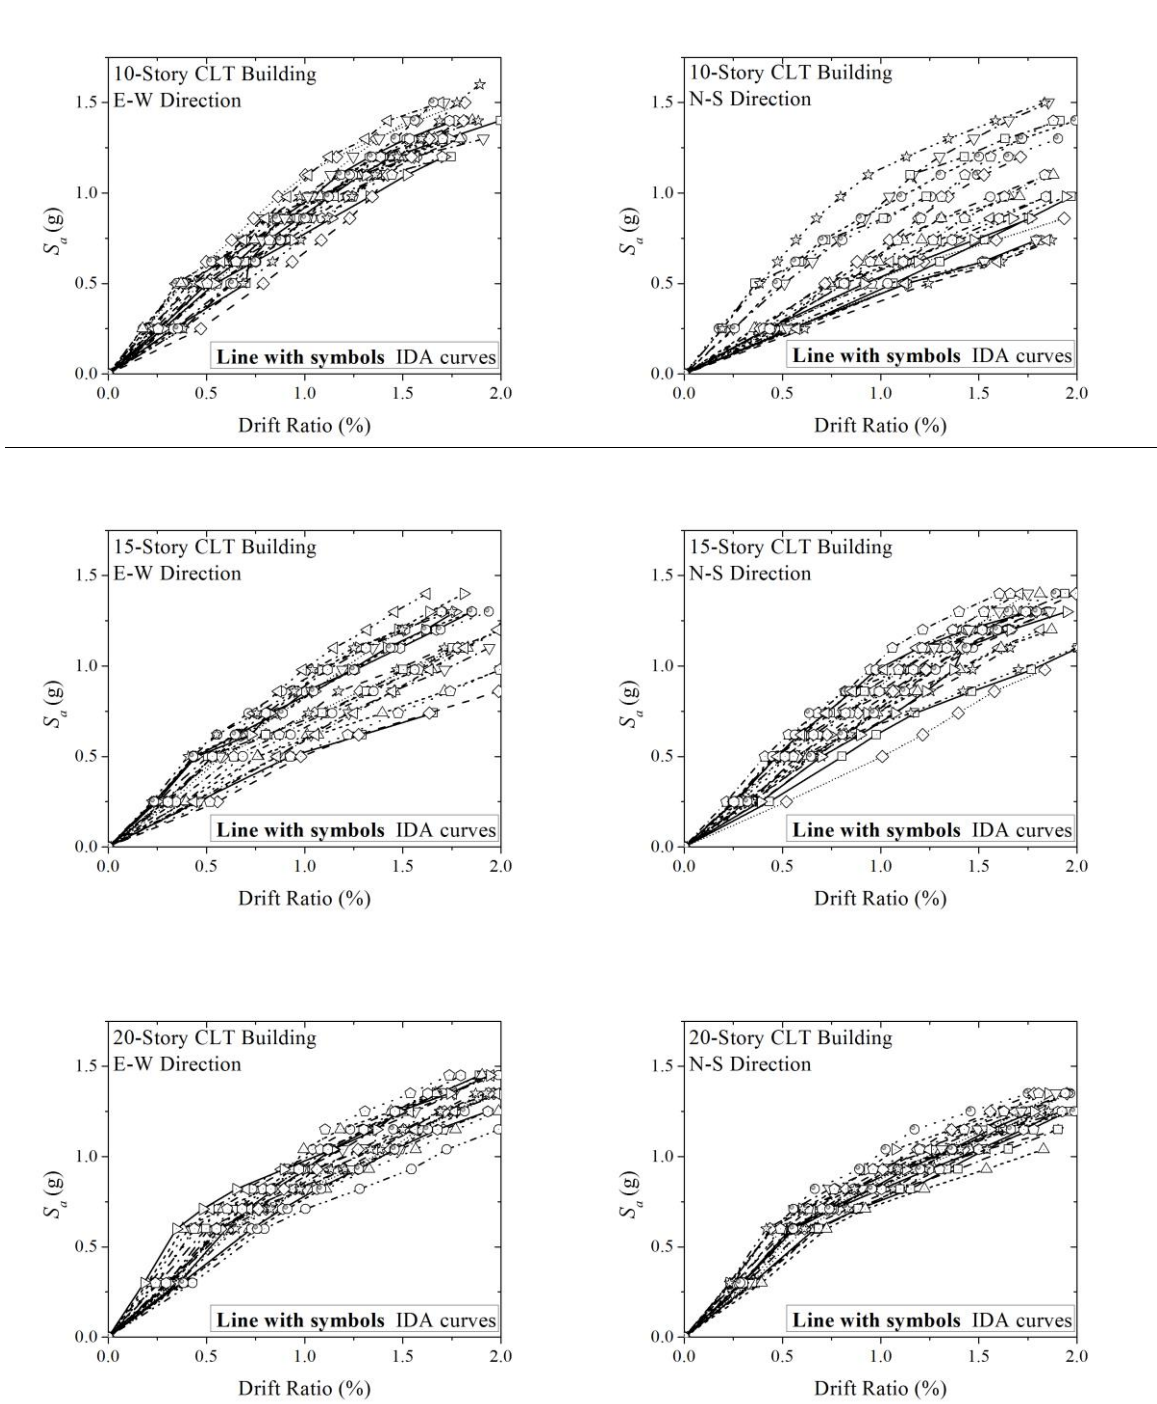 10-Story CLT Building
E-W Direction
1.5
1.0
0.5
0.0
Sa (g)
Line with symbols IDA curves
0.0 0.5 1.0 1.5 2.0
Drift Ratio (%)
10-Story CLT Building
N-S Direction
1.5
1.0
0.5
0.0
Sa (g)
Line with symbols IDA curves
0.0 0.5 1.0 1.5 2.0
Drift Ratio (%)
15-Story CLT Building
E-W Direction
1.5
1.0
0.5
0.0
Sa (g)
Line with symbols IDA curves
0.0 0.5 1.0 1.5 2.0
Drift Ratio (%)
15-Story CLT Building
N-S Direction
1.5
1.0
0.5
0.0
Sa (g)
Line with symbols IDA curves
0.0 0.5 1.0 1.5 2.0
Drift Ratio (%)
20-Story CLT Building
E-W Direction
1.5
1.0
0.5
0.0
Sa (g)
Line with symbols IDA curves
0.0 0.5 1.0 1.5 2.0
Drift Ratio (%)
20-Story CLT Building
N-S Direction
1.5
1.0
0.5
0.0
Sa (g)
Line with symbols IDA curves
0.0 0.5 1.0 1.5 2.0
Drift Ratio (%)